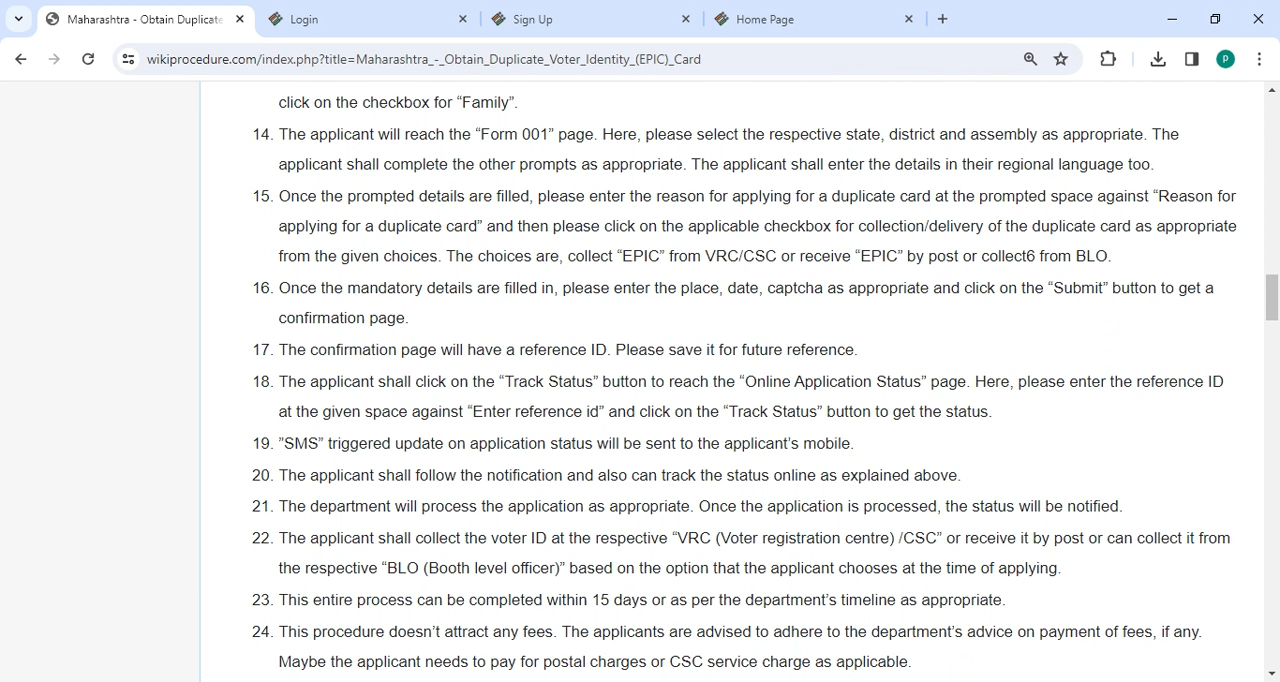 Maharashtra - Obtain Duplicate
Login
Sign Up
Home Page
wikiprocedure.com/index.php?title=Maharashtra_-_Obtain_Duplicate_Voter_Identity_(EPIC)_Card
P
click on the checkbox for “Family”.
14. The applicant will reach the “Form 001” page. Here, please select the respective state, district and assembly as appropriate. The
applicant shall complete the other prompts as appropriate. The applicant shall enter the details in their regional language too.
15. Once the prompted details are filled, please enter the reason for applying for a duplicate card at the prompted space against “Reason for
applying for a duplicate card” and then please click on the applicable checkbox for collection/delivery of the duplicate card as appropriate
from the given choices. The choices are, collect “EPIC” from VRC/CSC or receive “EPIC” by post or collect6 from BLO.
16. Once the mandatory details are filled in, please enter the place, date, captcha as appropriate and click on the “Submit” button to get a
confirmation page.
17. The confirmation page will have a reference ID. Please save it for future reference.
18. The applicant shall click on the “Track Status” button to reach the “Online Application Status” page. Here, please enter the reference ID
at the given space against “Enter reference id” and click on the “Track Status” button to get the status.
19. ”SMS” triggered update on application status will be sent to the applicant’s mobile.
20. The applicant shall follow the notification and also can track the status online as explained above.
21. The department will process the application as appropriate. Once the application is processed, the status will be notified.
22. The applicant shall collect the voter ID at the respective “VRC (Voter registration centre) /CSC” or receive it by post or can collect it from
the respective “BLO (Booth level officer)” based on the option that the applicant chooses at the time of applying.
23. This entire process can be completed within 15 days or as per the department’s timeline as appropriate.
24. This procedure doesn’t attract any fees. The applicants are advised to adhere to the department’s advice on payment of fees, if any.
Maybe the applicant needs to pay for postal charges or CSC service charge as applicable.